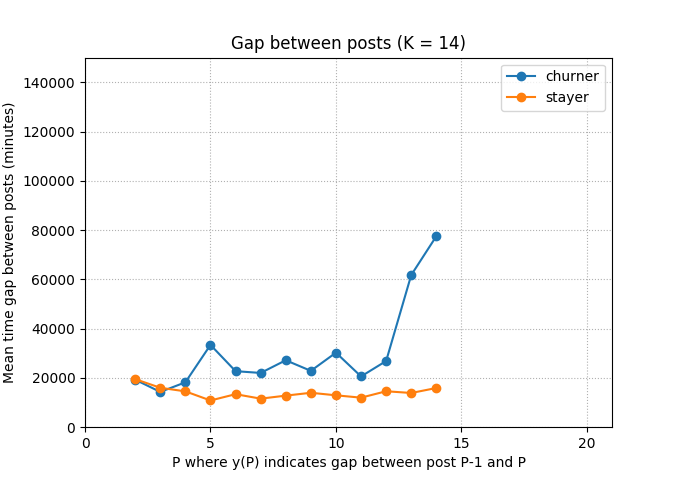 Gap between posts (K = 14)
churner
stayer
Mean time gap between posts (minutes)
140000
120000
100000
80000
60000
40000
20000
0
0 5 10 15 20
P where y(P) indicates gap between post P-1 and P